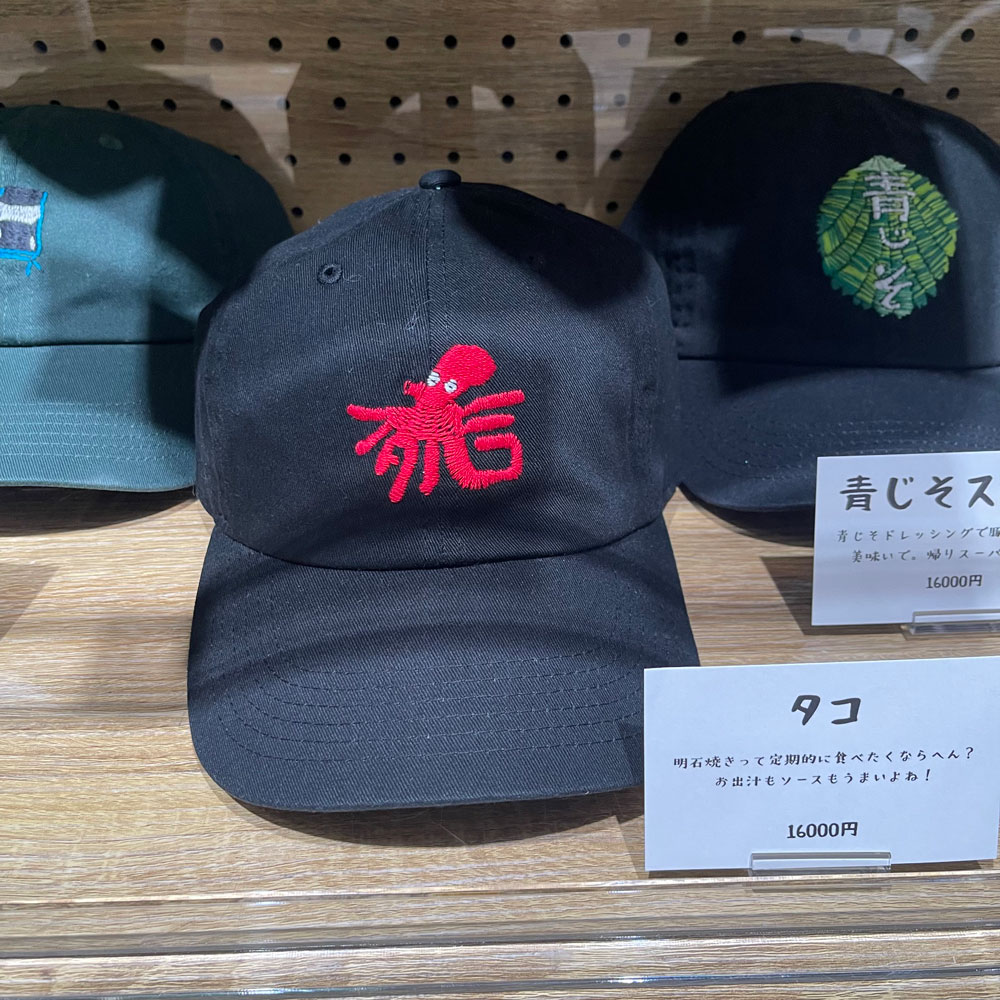 青じそ
青じそス
青じそドレッシングで豚
美味いで。帰りスーパ
16000円
タコ
明石焼きって定期的に食べたくならへん?
お出汁もソースもうまいよね!
16000円